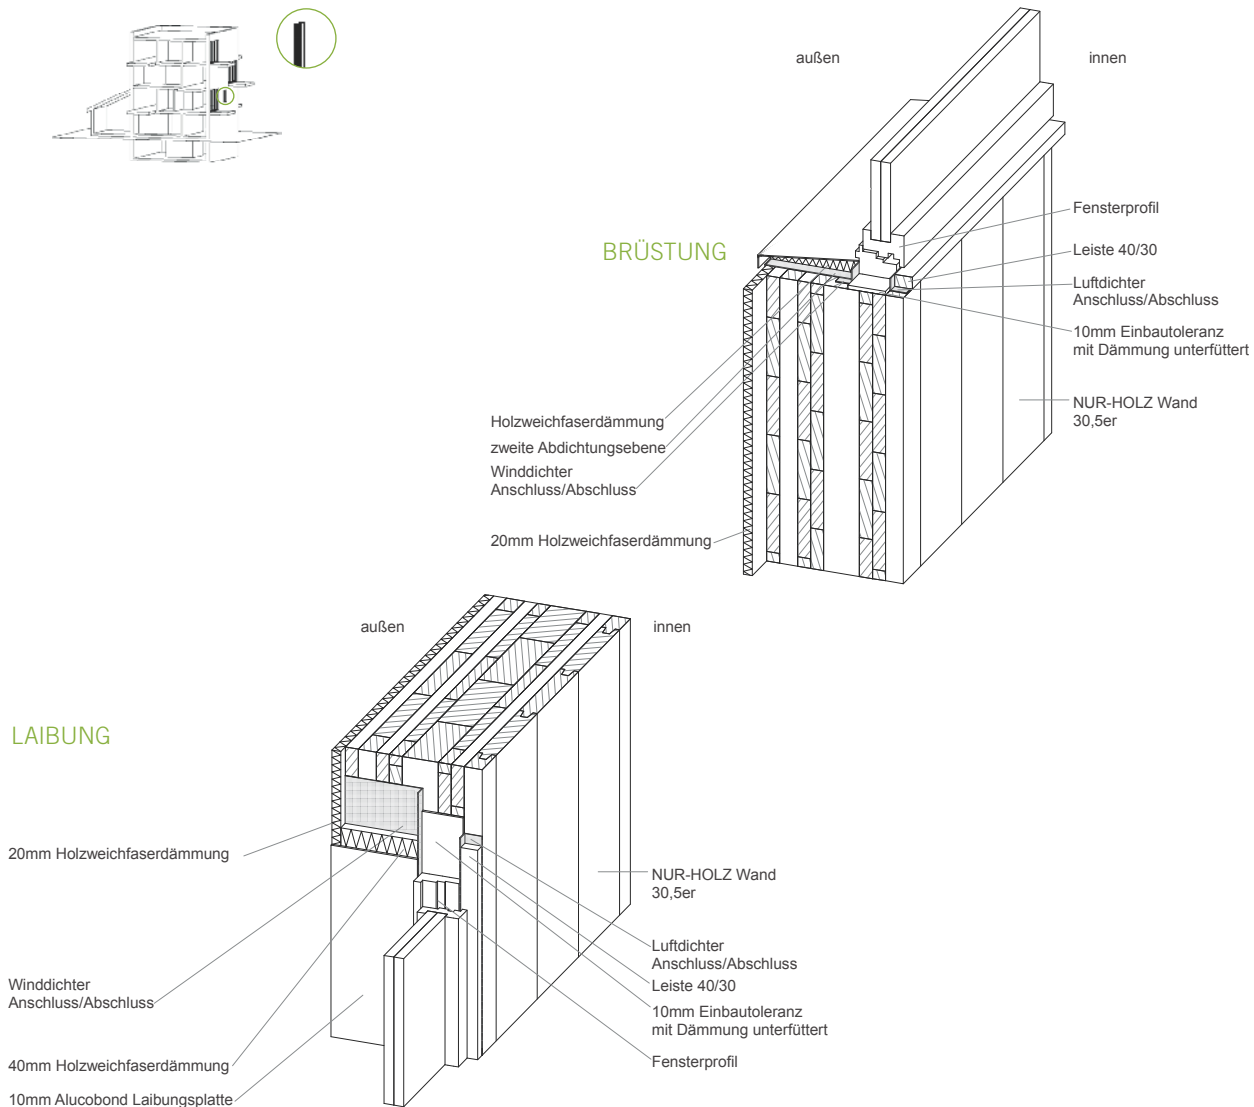 außen
innen
BRÜSTUNG
Fensterprofil
Leiste 40/30
Luftdichter
Anschluss/Abschluss
10mm Einbautoleranz
mit Dämmung unterfüttert
NUR-HOLZ Wand
30,5er
Holzweichfaserdämmung
zweite Abdichtungsebene
Winddichter
Anschluss/Abschluss
20mm Holzweichfaserdämmung
außen
innen
LAIBUNG
20mm Holzweichfaserdämmung
Winddichter
Anschluss/Abschluss
40mm Holzweichfaserdämmung
10mm Alucobond Laibungsplatte
NUR-HOLZ Wand
30,5er
Luftdichter
Anschluss/Abschluss
Leiste 40/30
10mm Einbautoleranz
mit Dämmung unterfüttert
Fensterprofil